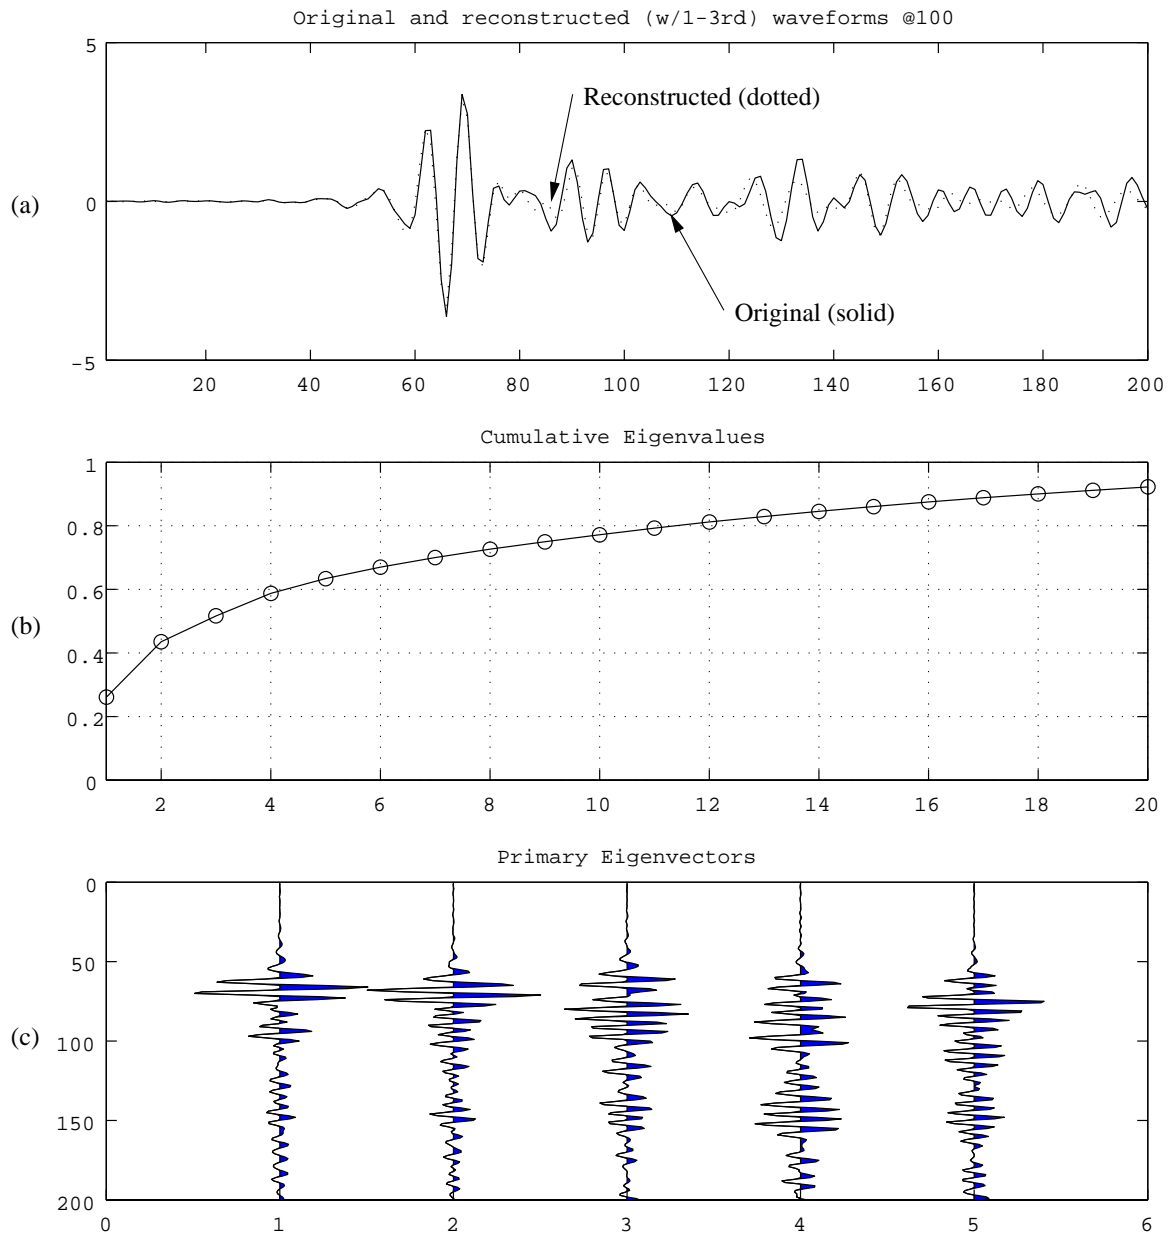 Original and reconstructed (w/1-3rd) waveforms @100
5
Reconstructed (dotted)
(a)
0
Original (solid)
-5
20 40 60 80 100 120 140 160 180 200
Cumulative Eigenvalues
1
0.8
0.6
(b)
0.4
0.2
0
2 4 6 8 10 12 14 16 18 20
Primary Eigenvectors
0
50
(c)
100
150
200
0 1 2 3 4 5 6